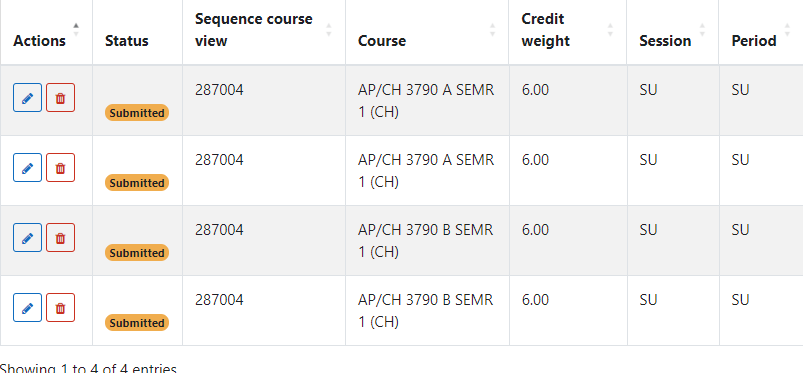 Actions Status Sequence course view Course Credit weight Session Period
Submitted 287004 AP/CH 3790 A SEMR 1 (CH) 6.00 SU SU
Submitted 287004 AP/CH 3790 A SEMR 1 (CH) 6.00 SU SU
Submitted 287004 AP/CH 3790 B SEMR 1 (CH) 6.00 SU SU
Submitted 287004 AP/CH 3790 B SEMR 1 (CH) 6.00 SU SU
Showing 1 to 4 of 4 entries